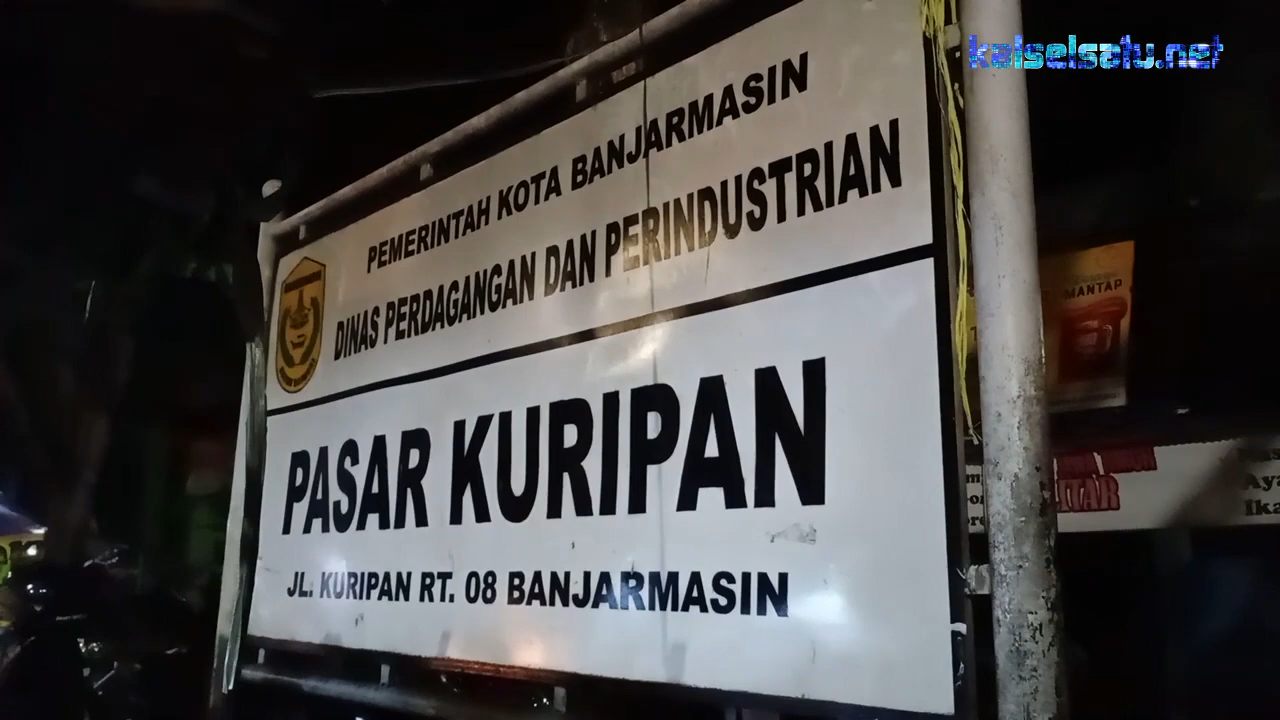 kalselsatu.net
PEMERINTAH KOTA BANJARMASIN
DINAS PERDAGANGAN DAN PERINDUSTRIAN
PASAR KURIPAN
JL. KURIPAN RT. 08 BANJARMASIN
MANTAP